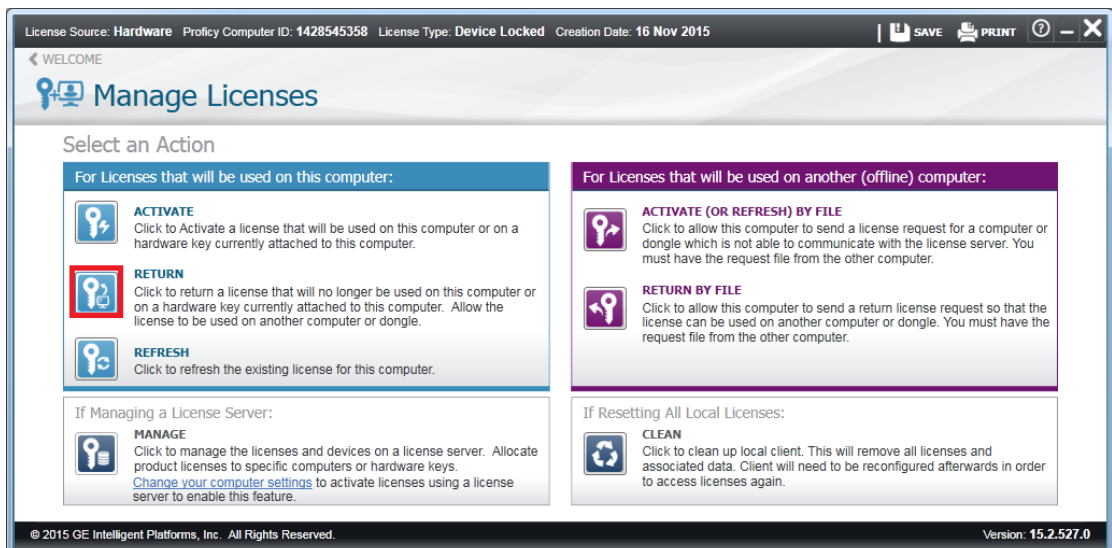 License Source: Hardware Proficy Computer ID: 1428545358 License Type: Device Locked Creation Date: 16 Nov 2015 SAVE PRINT
WELCOME
Manage Licenses
Select an Action
For Licenses that will be used on this computer:
ACTIVATE
Click to Activate a license that will be used on this computer or on a
hardware key currently attached to this computer.
RETURN
Click to return a license that will no longer be used on this computer or
on a hardware key currently attached to this computer. Allow the
license to be used on another computer or dongle.
REFRESH
Click to refresh the existing license for this computer.
For Licenses that will be used on another (offline) computer:
ACTIVATE (OR REFRESH) BY FILE
Click to allow this computer to send a license request for a computer or
dongle which is not able to communicate with the license server. You
must have the request file from the other computer.
RETURN BY FILE
Click to allow this computer to send a return license request so that the
license can be used on another computer or dongle. You must have the
request file from the other computer.
If Managing a License Server:
MANAGE
Click to manage the licenses and devices on a license server. Allocate
product licenses to specific computers or hardware keys.
Change your computer settings to activate licenses using a license
server to enable this feature.
If Resetting All Local Licenses:
CLEAN
Click to clean up local client. This will remove all licenses and
associated data. Client will need to be reconfigured afterwards in order
to access licenses again.
© 2015 GE Intelligent Platforms, Inc. All Rights Reserved.
Version: 15.2.527.0